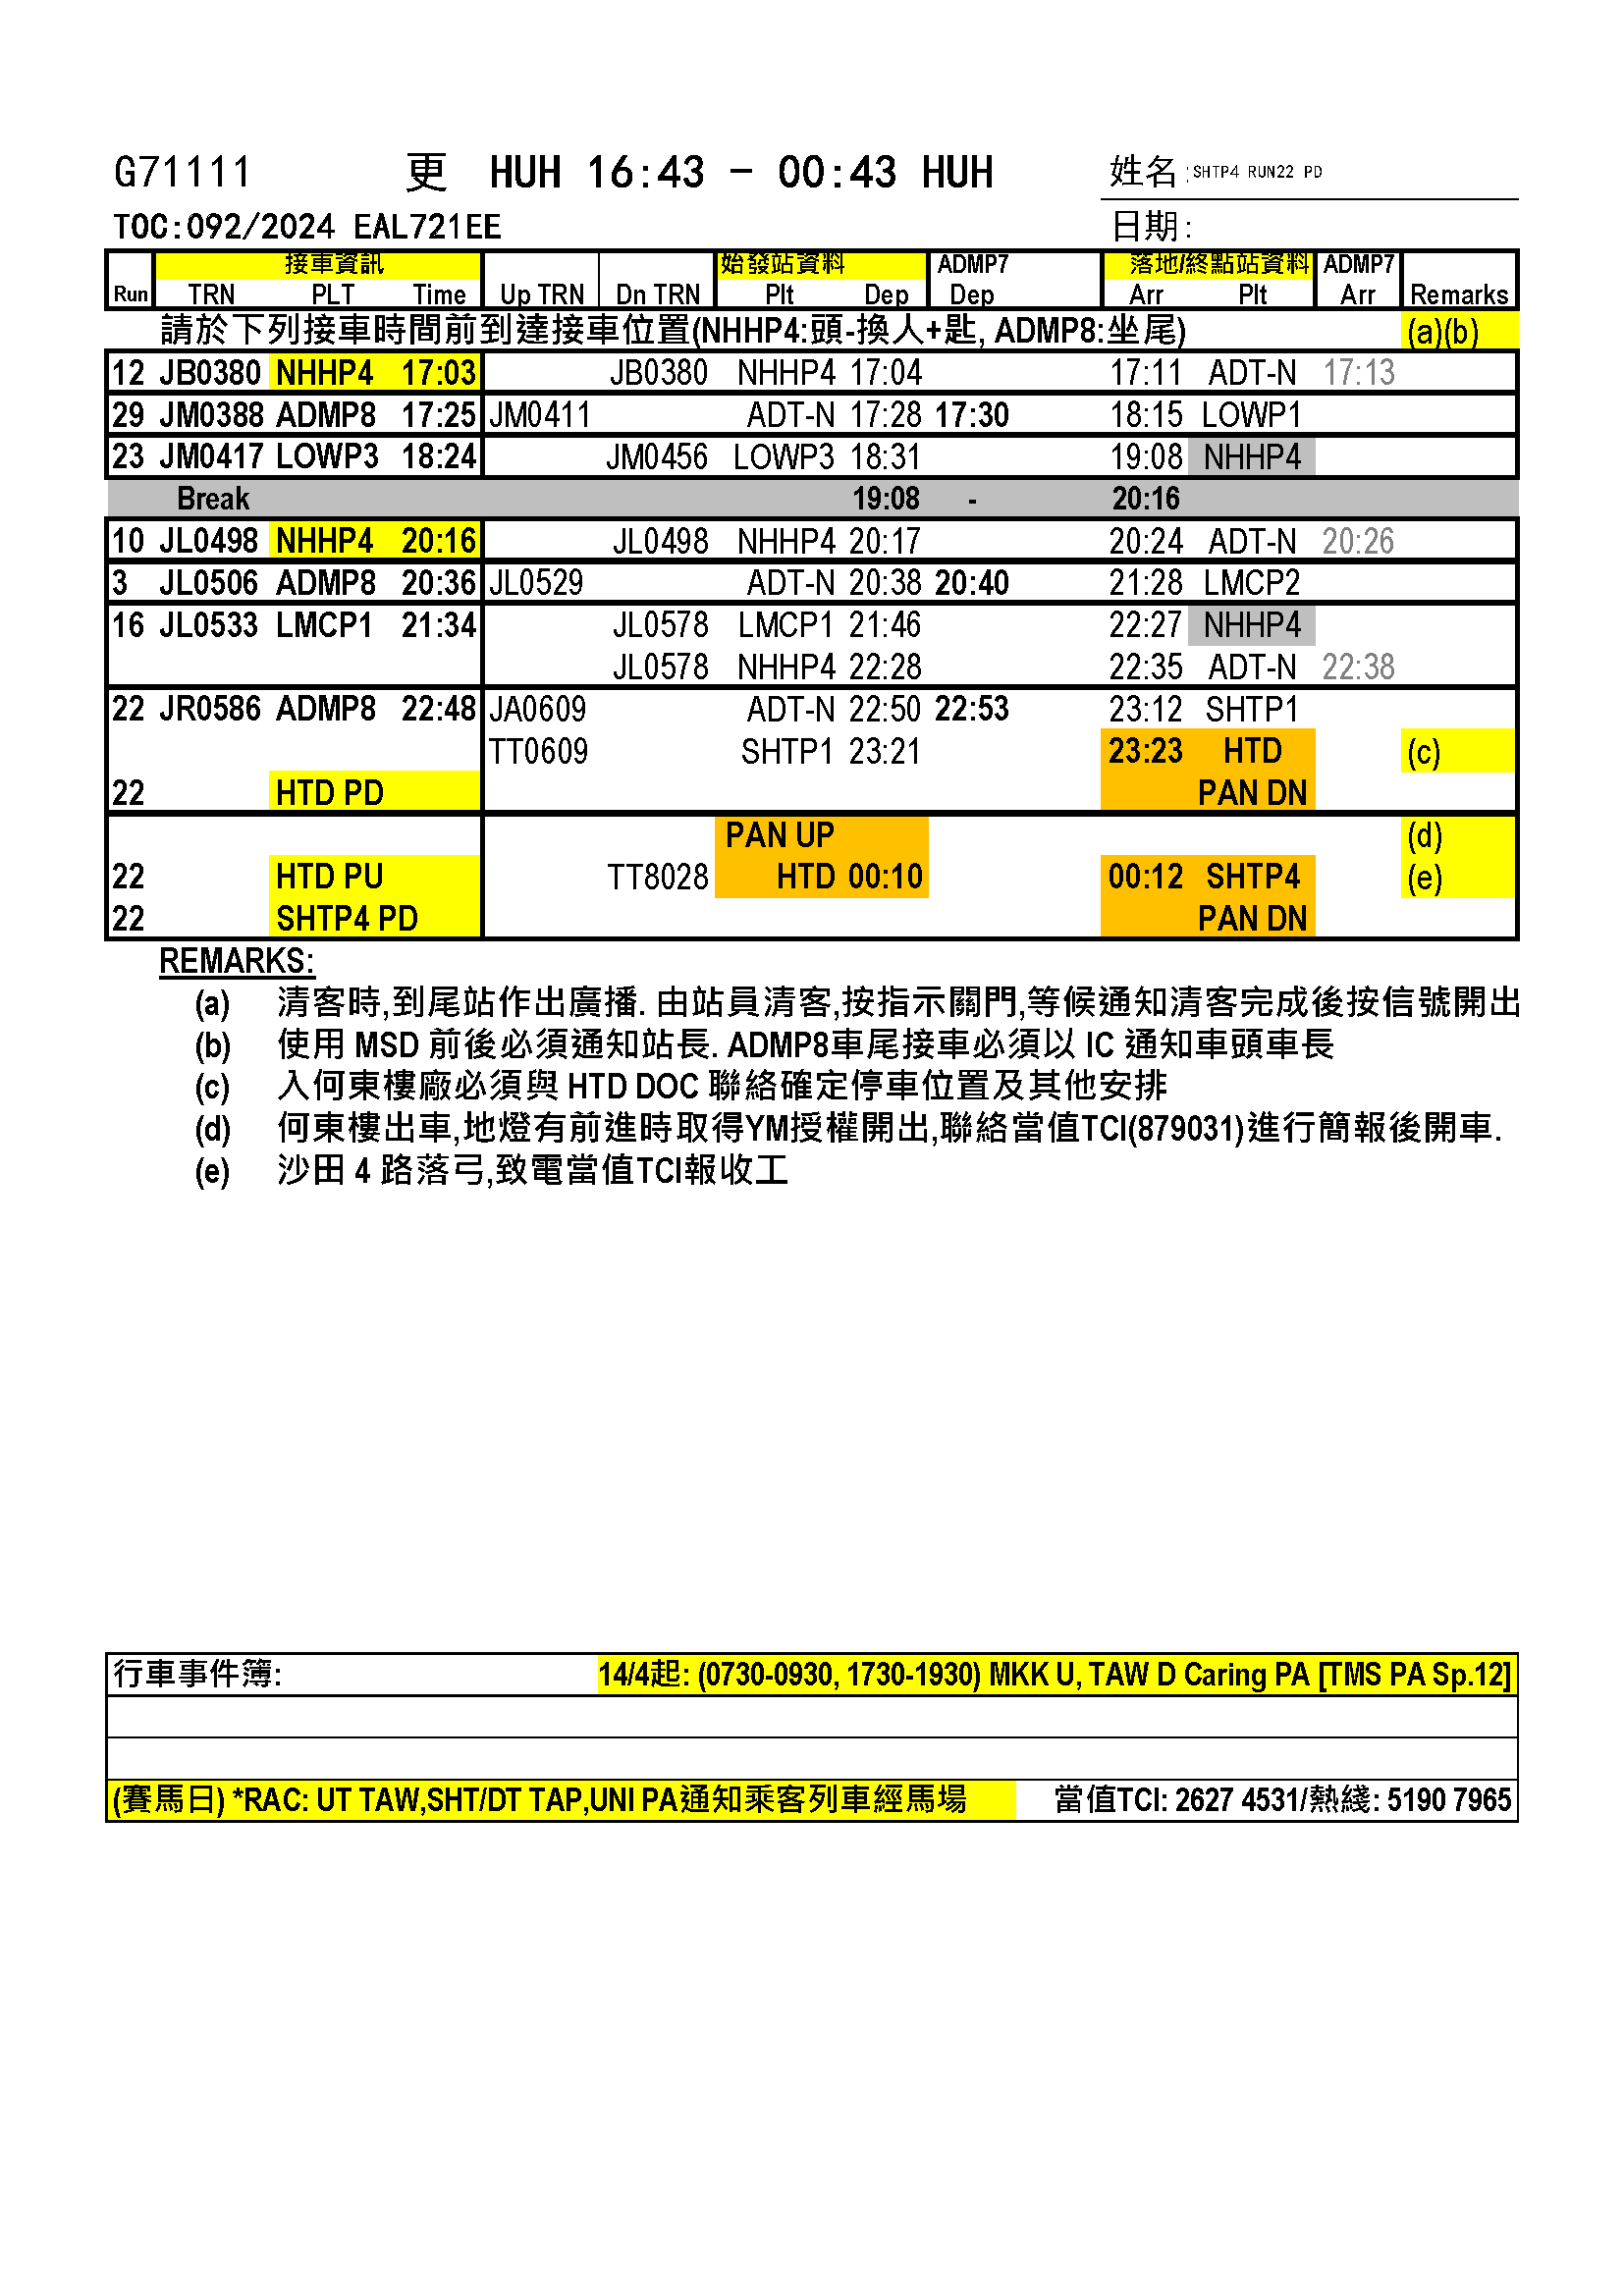 G71111 更 HUH 16:43 - 00:43 HUH 姓名:SHTP4 RUN22 PD
TOC:092/2024 EAL721EE 日期:
接車資訊 始發站資料 ADMP7 落地/終點站資料 ADMP7
Run TRN PLT Time Up TRN Dn TRN Plt Dep Dep Arr Plt Arr Remarks
請於下列接車時間前到達接車位置(NHHP4:頭-換人+匙, ADMP8:坐尾) (a)(b)
12 JB0380 NHHP4 17:03 JB0380 NHHP4 17:04 17:11 ADT-N 17:13
29 JM0388 ADMP8 17:25 JM0411 ADT-N 17:28 17:30 18:15 LOWP1
23 JM0417 LOWP3 18:24 JM0456 LOWP3 18:31 19:08 NHHP4
Break 19:08 - 20:16
10 JL0498 NHHP4 20:16 JL0498 NHHP4 20:17 20:24 ADT-N 20:26
3 JL0506 ADMP8 20:36 JL0529 ADT-N 20:38 20:40 21:28 LMCP2
16 JL0533 LMCP1 21:34 JL0578 LMCP1 21:46 22:27 NHHP4
JL0578 NHHP4 22:28 22:35 ADT-N 22:38
22 JR0586 ADMP8 22:48 JA0609 ADT-N 22:50 22:53 23:12 SHTP1
TT0609 SHTP1 23:21 23:23 HTD (c)
22 HTD PD PAN DN
PAN UP (d)
22 HTD PU TT8028 HTD 00:10 00:12 SHTP4 (e)
22 SHTP4 PD PAN DN
REMARKS:
(a) 清客時,到尾站作出廣播. 由站員清客,按指示關門,等候通知清客完成後按信號開出
(b) 使用 MSD 前後必須通知站長. ADMP8車尾接車必須以 IC 通知車頭車長
(c) 入何東樓廠必須與 HTD DOC 聯絡確定停車位置及其他安排
(d) 何東樓出車,地燈有前進時取得YM授權開出,聯絡當值TCI(879031)進行簡報後開車.
(e) 沙田 4 路落弓,致電當值TCI報收工
行車事件簿: 14/4起: (0730-0930, 1730-1930) MKK U, TAW D Caring PA [TMS PA Sp.12]
(賽馬日) *RAC: UT TAW,SHT/DT TAP,UNI PA通知乘客列車經馬場 當值TCI: 2627 4531/熱綫: 5190 7965